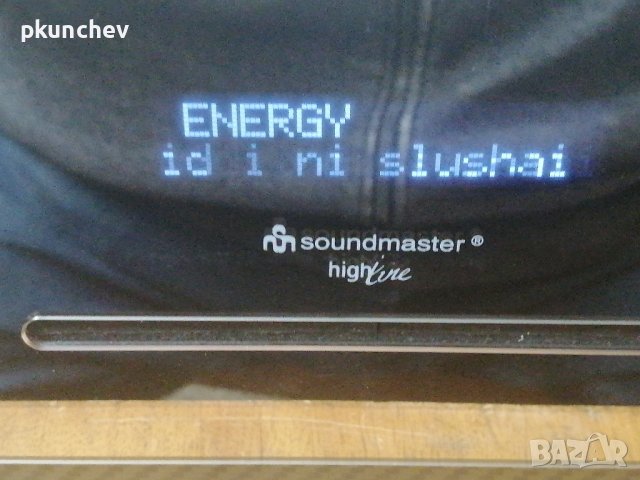 pkunchev
ENERGY
id i ni slushai
soundmaster ®
highline
BAZAR